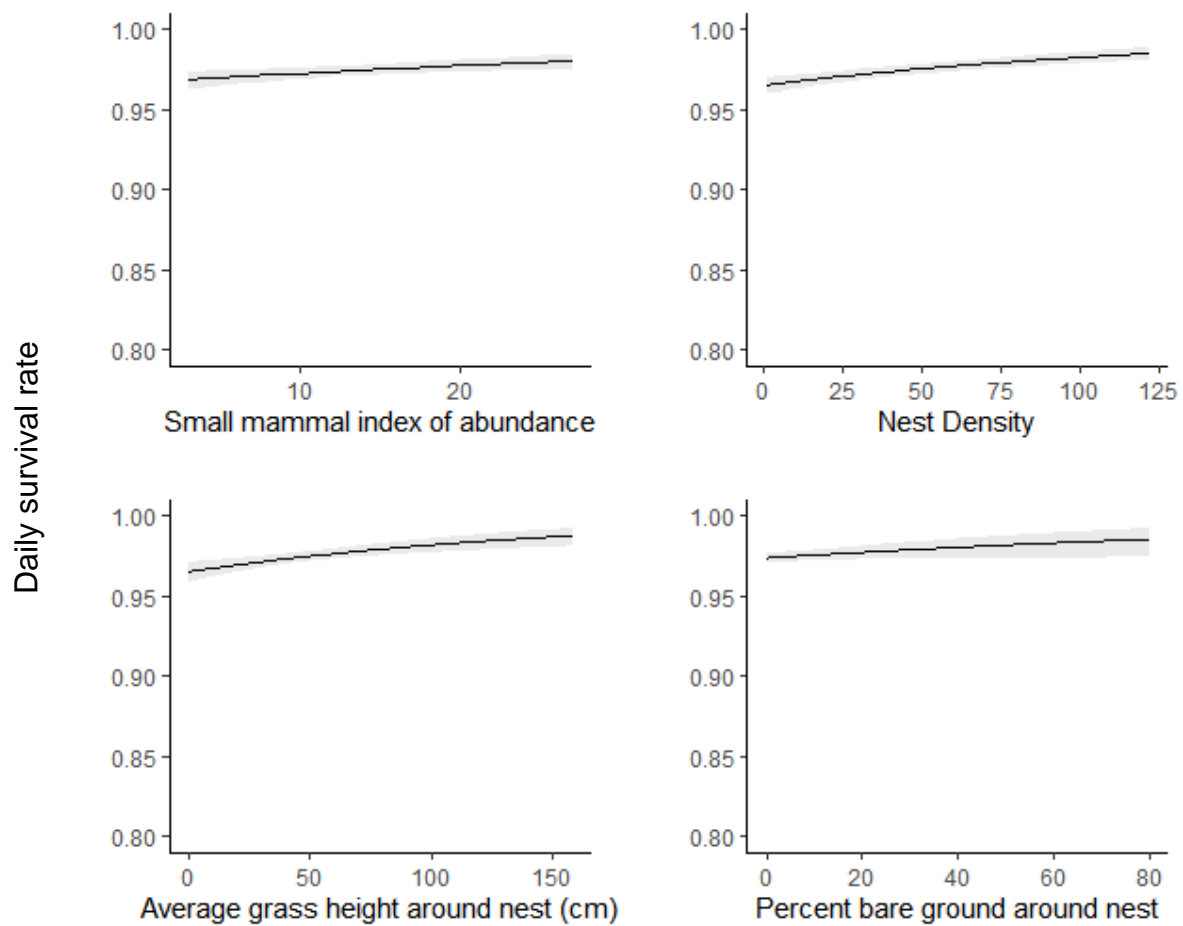 Daily survival rate
1.00
0.95
0.90
0.85
0.80
10 20
Small mammal index of abundance
1.00
0.95
0.90
0.85
0.80
0 25 50 75 100 125
Nest Density
1.00
0.95
0.90
0.85
0.80
0 50 100 150
Average grass height around nest (cm)
1.00
0.95
0.90
0.85
0.80
0 20 40 60 80
Percent bare ground around nest